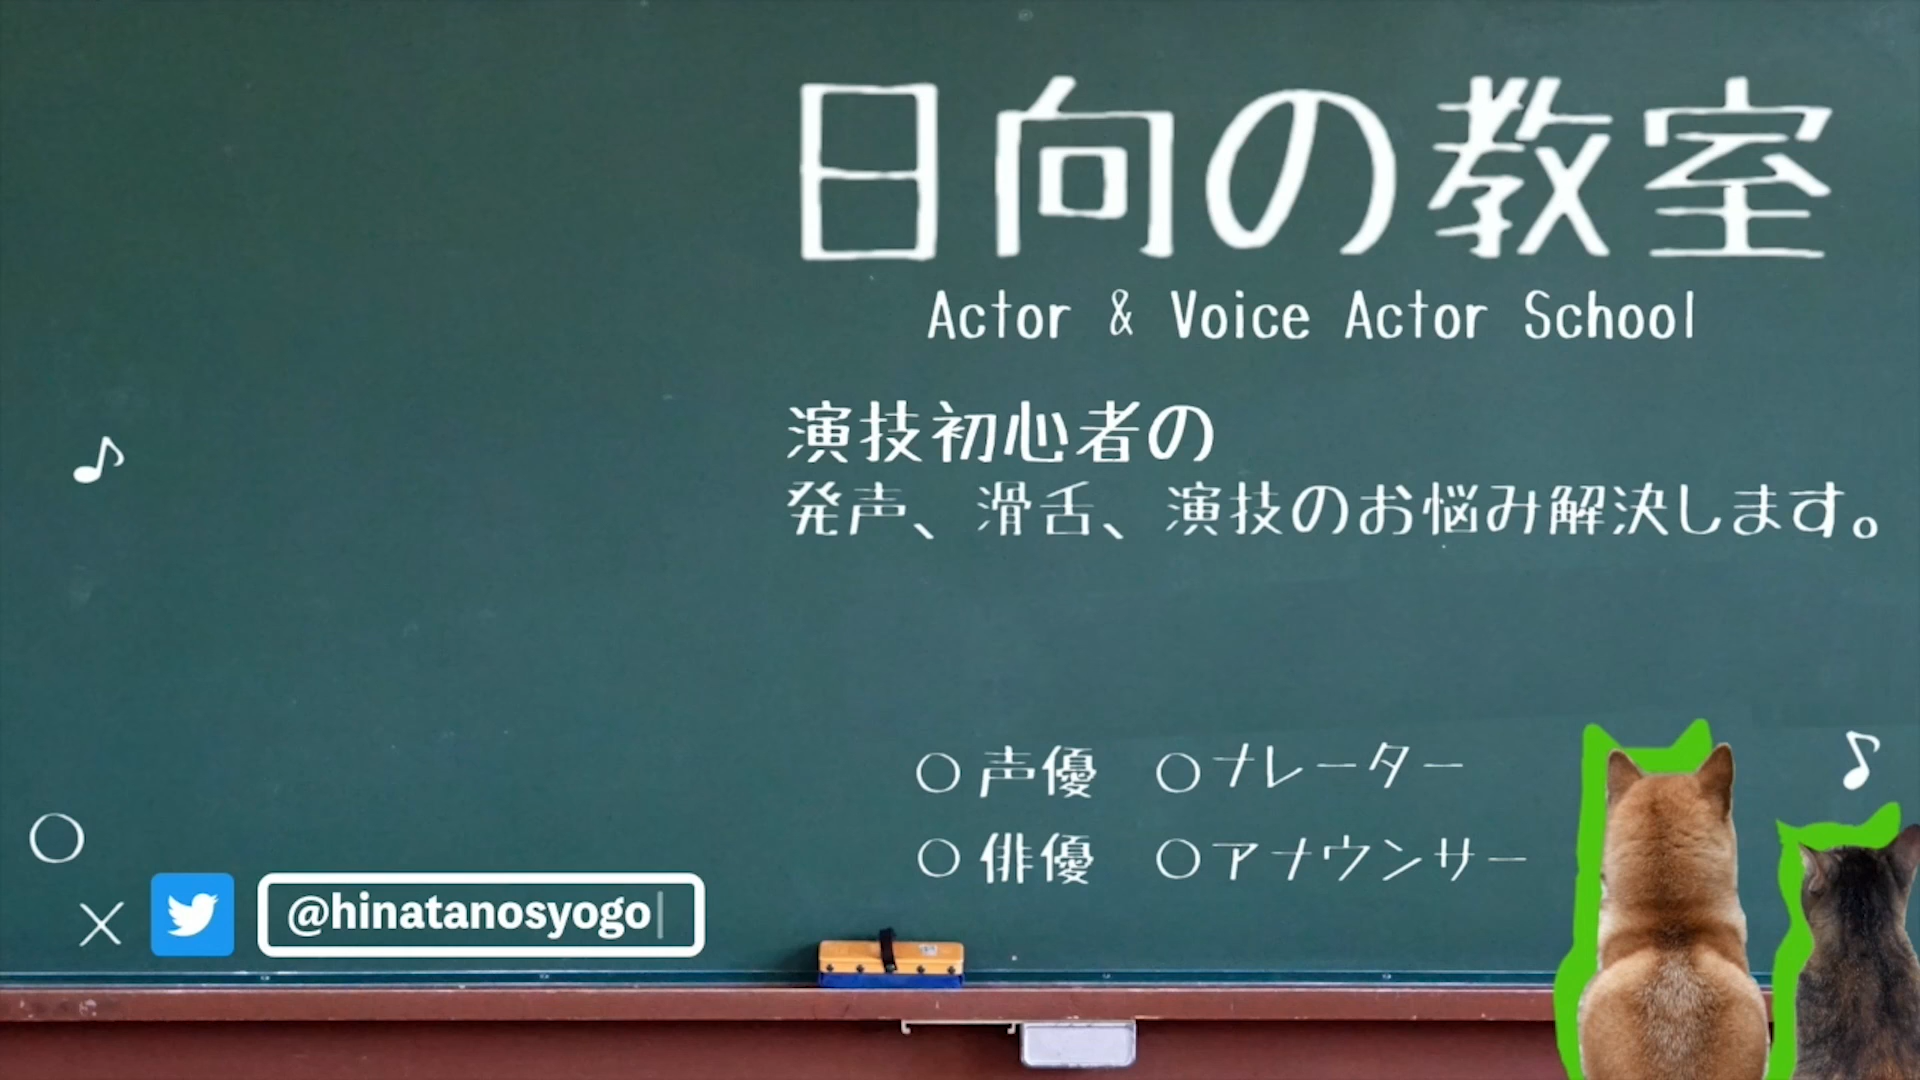 日向の教室
Actor & Voice Actor School
演技初心者の
発声、滑舌、演技のお悩み解決します。
○声優 ○ナレーター
○俳優 ○アナウンサー
@hinatanosyogo